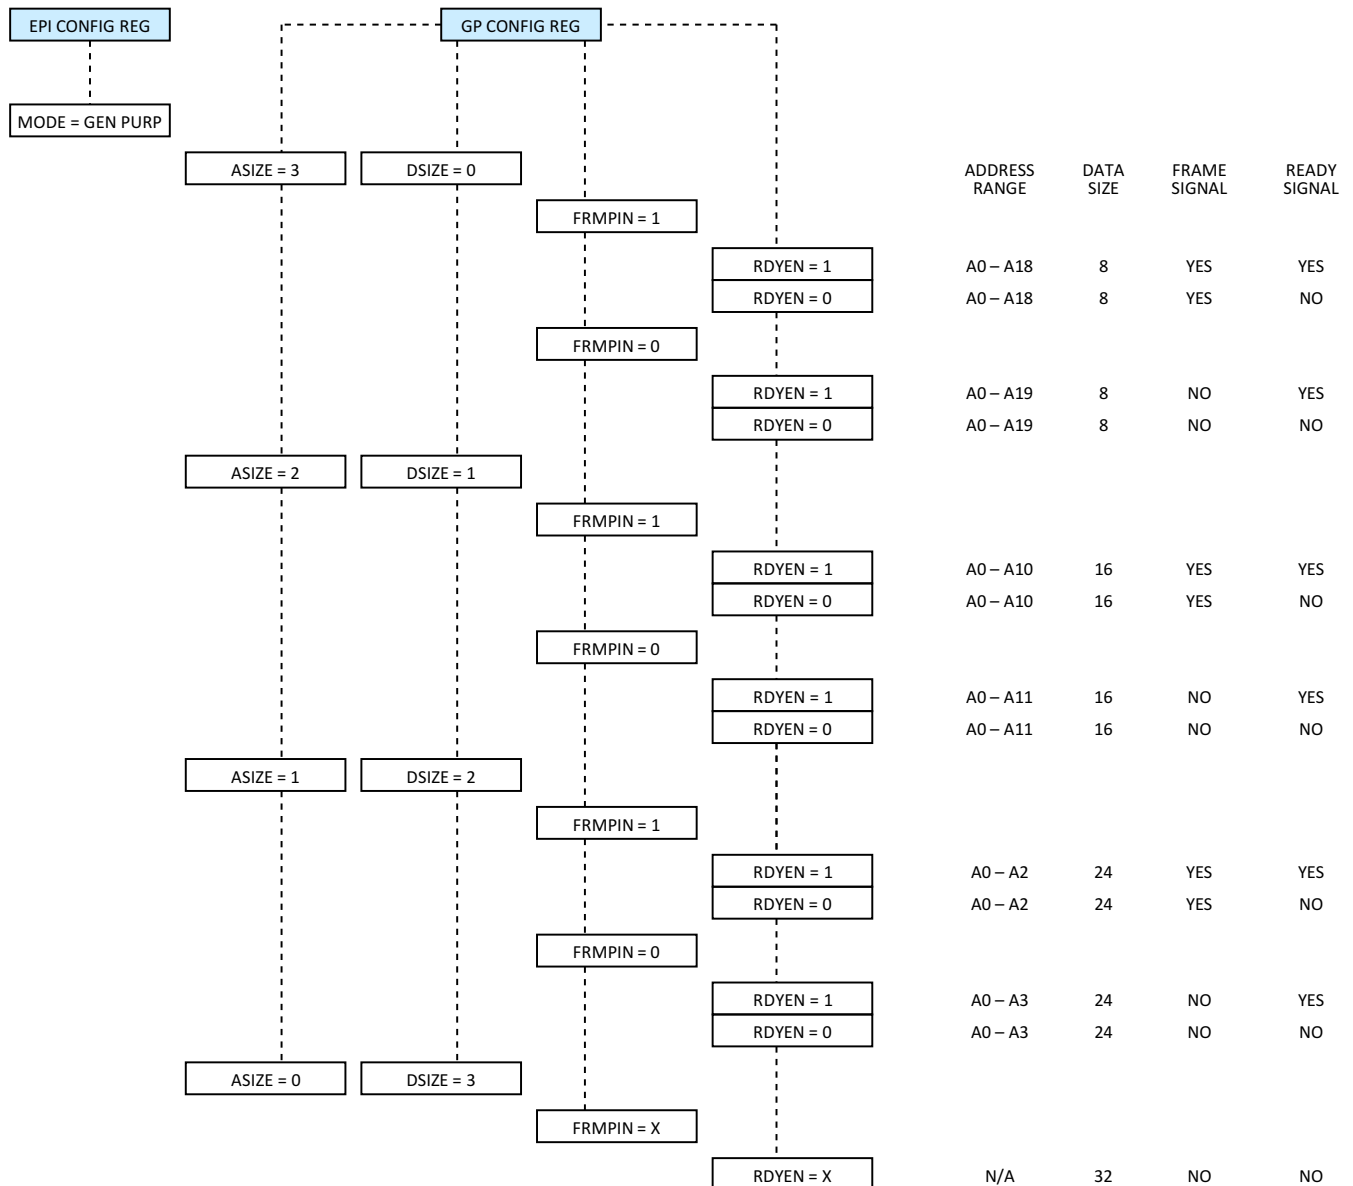 EPI CONFIG REG
GP CONFIG REG
MODE = GEN PURP
ASIZE = 3
DSIZE = 0
ADDRESS RANGE
DATA SIZE
FRAME SIGNAL
READY SIGNAL
FRMPIN = 1
RDYEN = 1 A0 – A18 8 YES YES
RDYEN = 0 A0 – A18 8 YES NO
FRMPIN = 0
RDYEN = 1 A0 – A19 8 NO YES
RDYEN = 0 A0 – A19 8 NO NO
ASIZE = 2
DSIZE = 1
FRMPIN = 1
RDYEN = 1 A0 – A10 16 YES YES
RDYEN = 0 A0 – A10 16 YES NO
FRMPIN = 0
RDYEN = 1 A0 – A11 16 NO YES
RDYEN = 0 A0 – A11 16 NO NO
ASIZE = 1
DSIZE = 2
FRMPIN = 1
RDYEN = 1 A0 – A2 24 YES YES
RDYEN = 0 A0 – A2 24 YES NO
FRMPIN = 0
RDYEN = 1 A0 – A3 24 NO YES
RDYEN = 0 A0 – A3 24 NO NO
ASIZE = 0
DSIZE = 3
FRMPIN = X
RDYEN = X N/A 32 NO NO